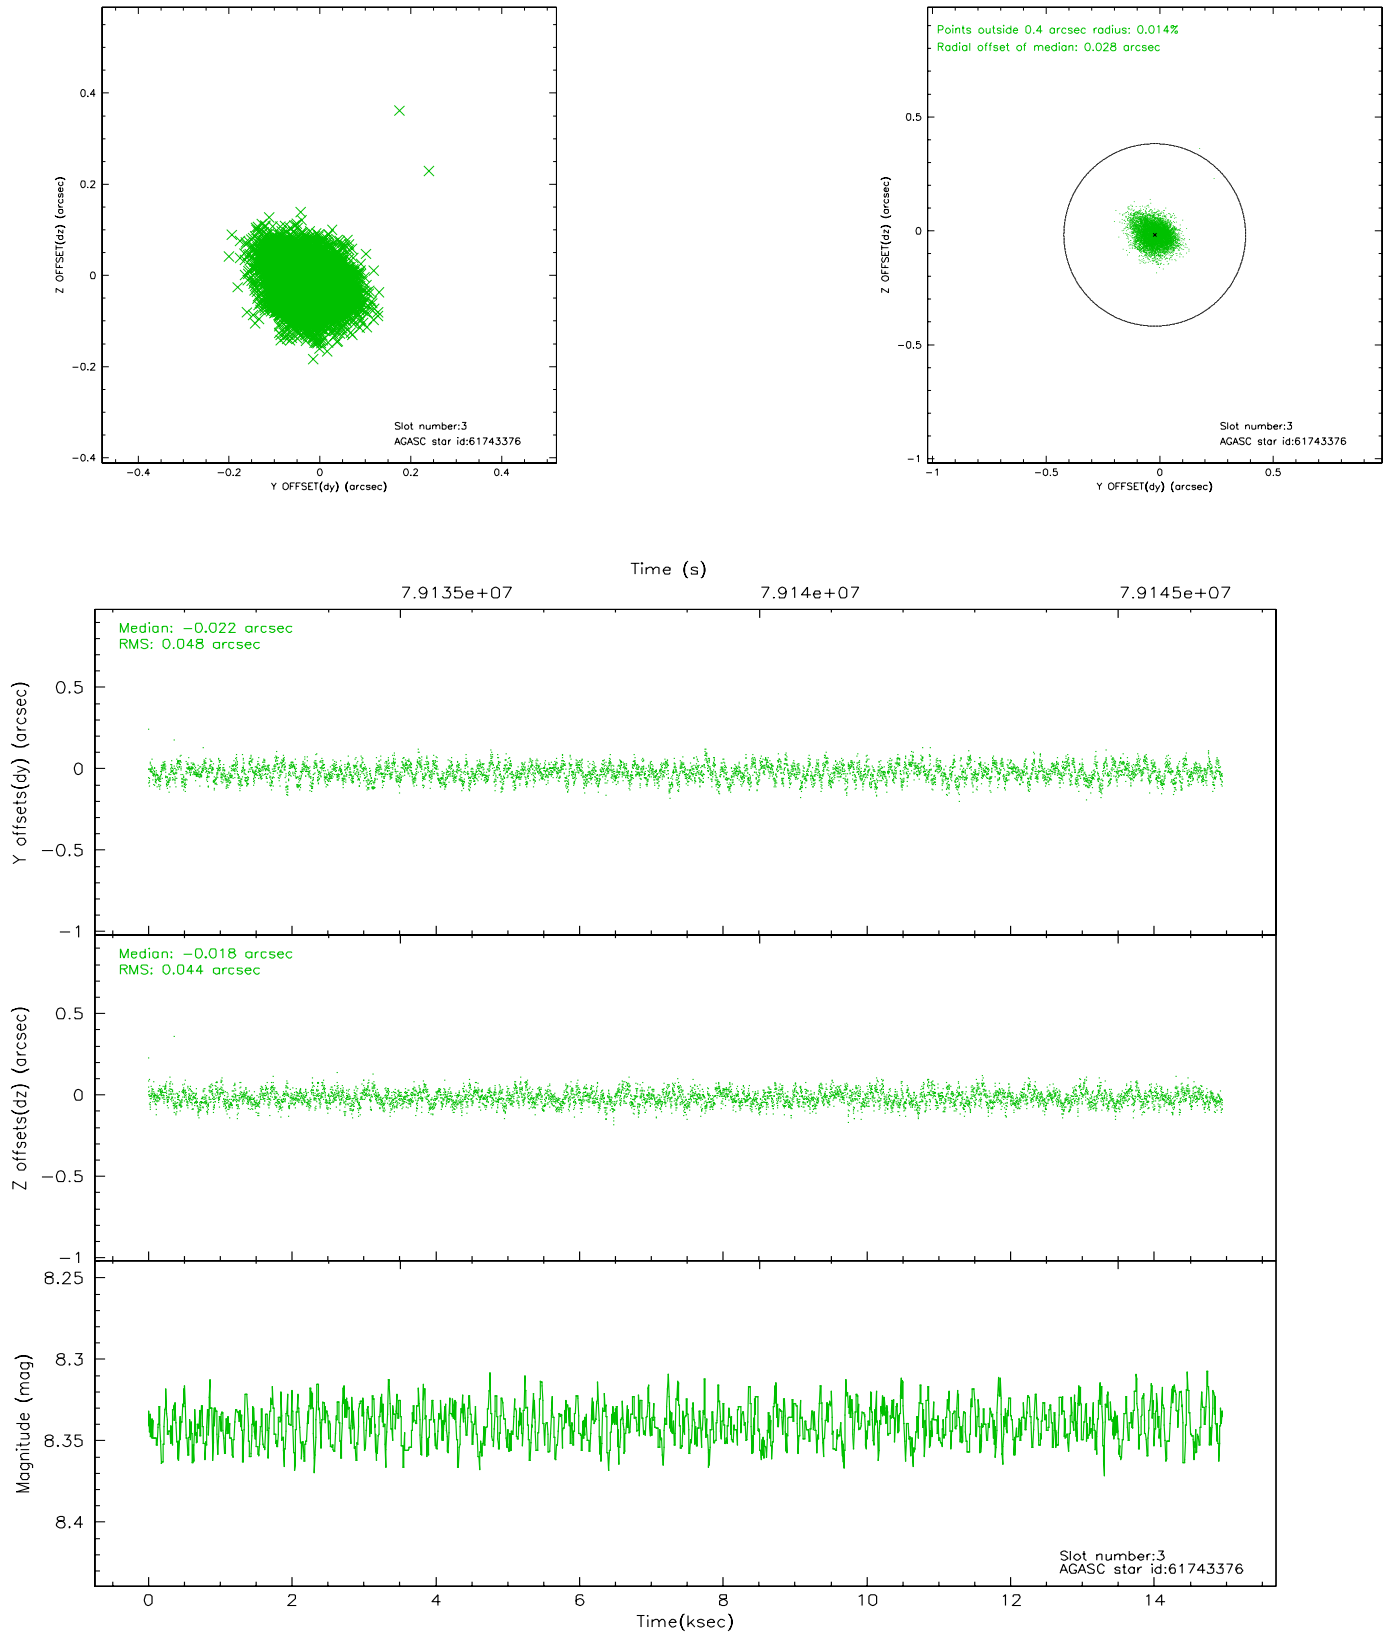 0.4
0.2
0
−0.2
−0.4
Z OFFSET(dz) (arcsec)
Slot number:3
AGASC star id:61743376
−0.4 −0.2 0 0.2 0.4
Y OFFSET(dy) (arcsec)
Points outside 0.4 arcsec radius: 0.014%
Radial offset of median: 0.028 arcsec
0.5
0
−0.5
−1
Z OFFSET(dz) (arcsec)
Slot number:3
AGASC star id:61743376
−1 −0.5 0 0.5
Y OFFSET(dy) (arcsec)
Time (s)
7.9135e+07 7.914e+07 7.9145e+07
Median: −0.022 arcsec
RMS: 0.048 arcsec
0.5
0
−0.5
−1
Y offsets(dy) (arcsec)
Median: −0.018 arcsec
RMS: 0.044 arcsec
0.5
0
−0.5
−1
Z offsets(dz) (arcsec)
8.25
8.3
8.35
8.4
Magnitude (mag)
Slot number:3
AGASC star id:61743376
0 2 4 6 8 10 12 14
Time(ksec)